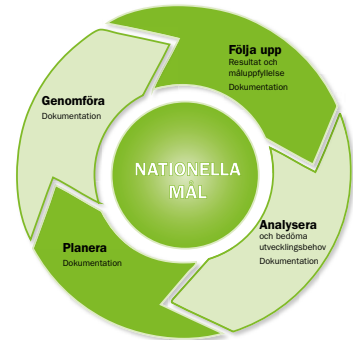 Följa upp
Resultat och
måluppfyllelse
Dokumentation
Genomföra
Dokumentation
NATIONELLA
MÅL
Analysera
och bedöma
utvecklingsbehov
Dokumentation
Planera
Dokumentation